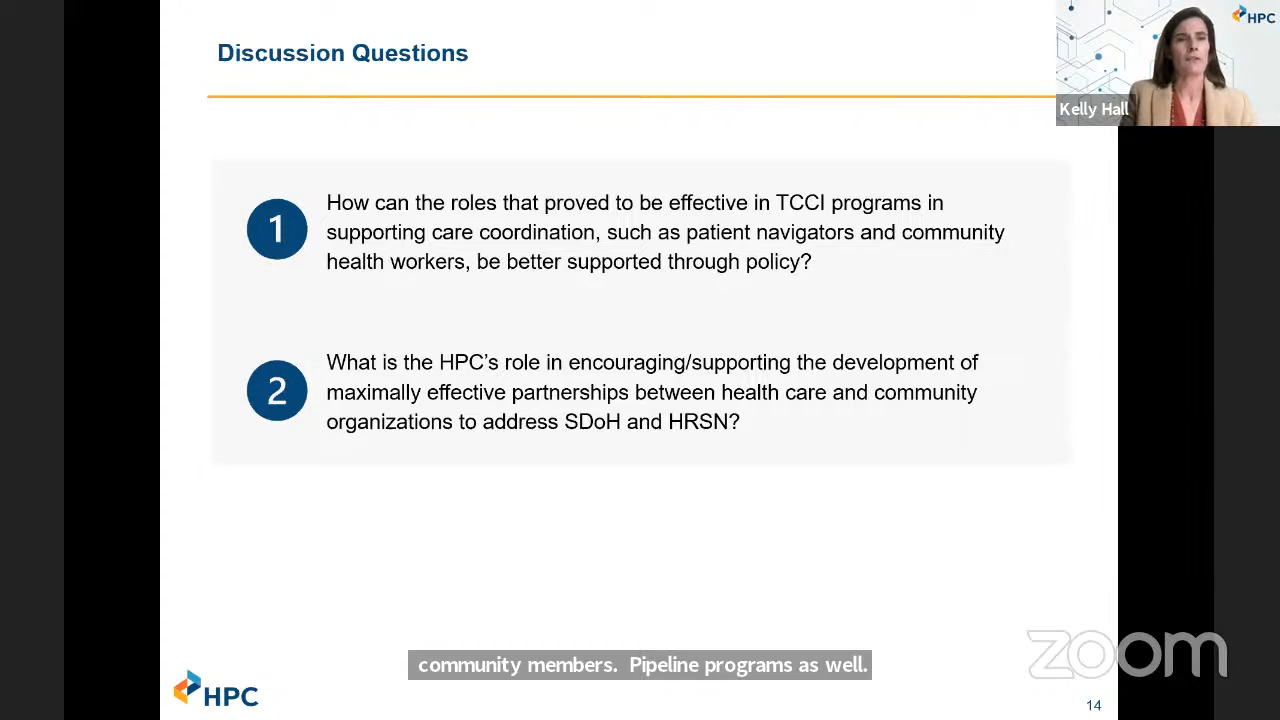 Discussion Questions
HPC
Kelly Hall
1
How can the roles that proved to be effective in TCCI programs in
supporting care coordination, such as patient navigators and community
health workers, be better supported through policy?
2
What is the HPC’s role in encouraging/supporting the development of
maximally effective partnerships between health care and community
organizations to address SDoH and HRSN?
community members.  Pipeline programs as well.
zoom
HPC
14